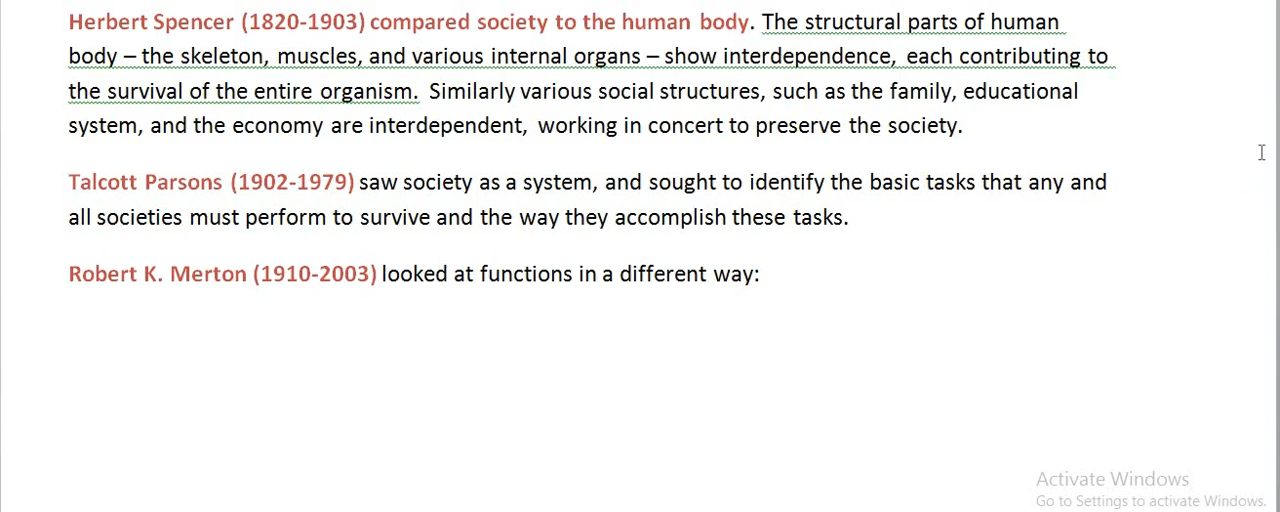 Herbert Spencer (1820-1903) compared society to the human body. The structural parts of human
body – the skeleton, muscles, and various internal organs – show interdependence, each contributing to
the survival of the entire organism. Similarly various social structures, such as the family, educational
system, and the economy are interdependent, working in concert to preserve the society.
Talcott Parsons (1902-1979) saw society as a system, and sought to identify the basic tasks that any and
all societies must perform to survive and the way they accomplish these tasks.
Robert K. Merton (1910-2003) looked at functions in a different way:
Activate Windows
Go to Settings to activate Windows.